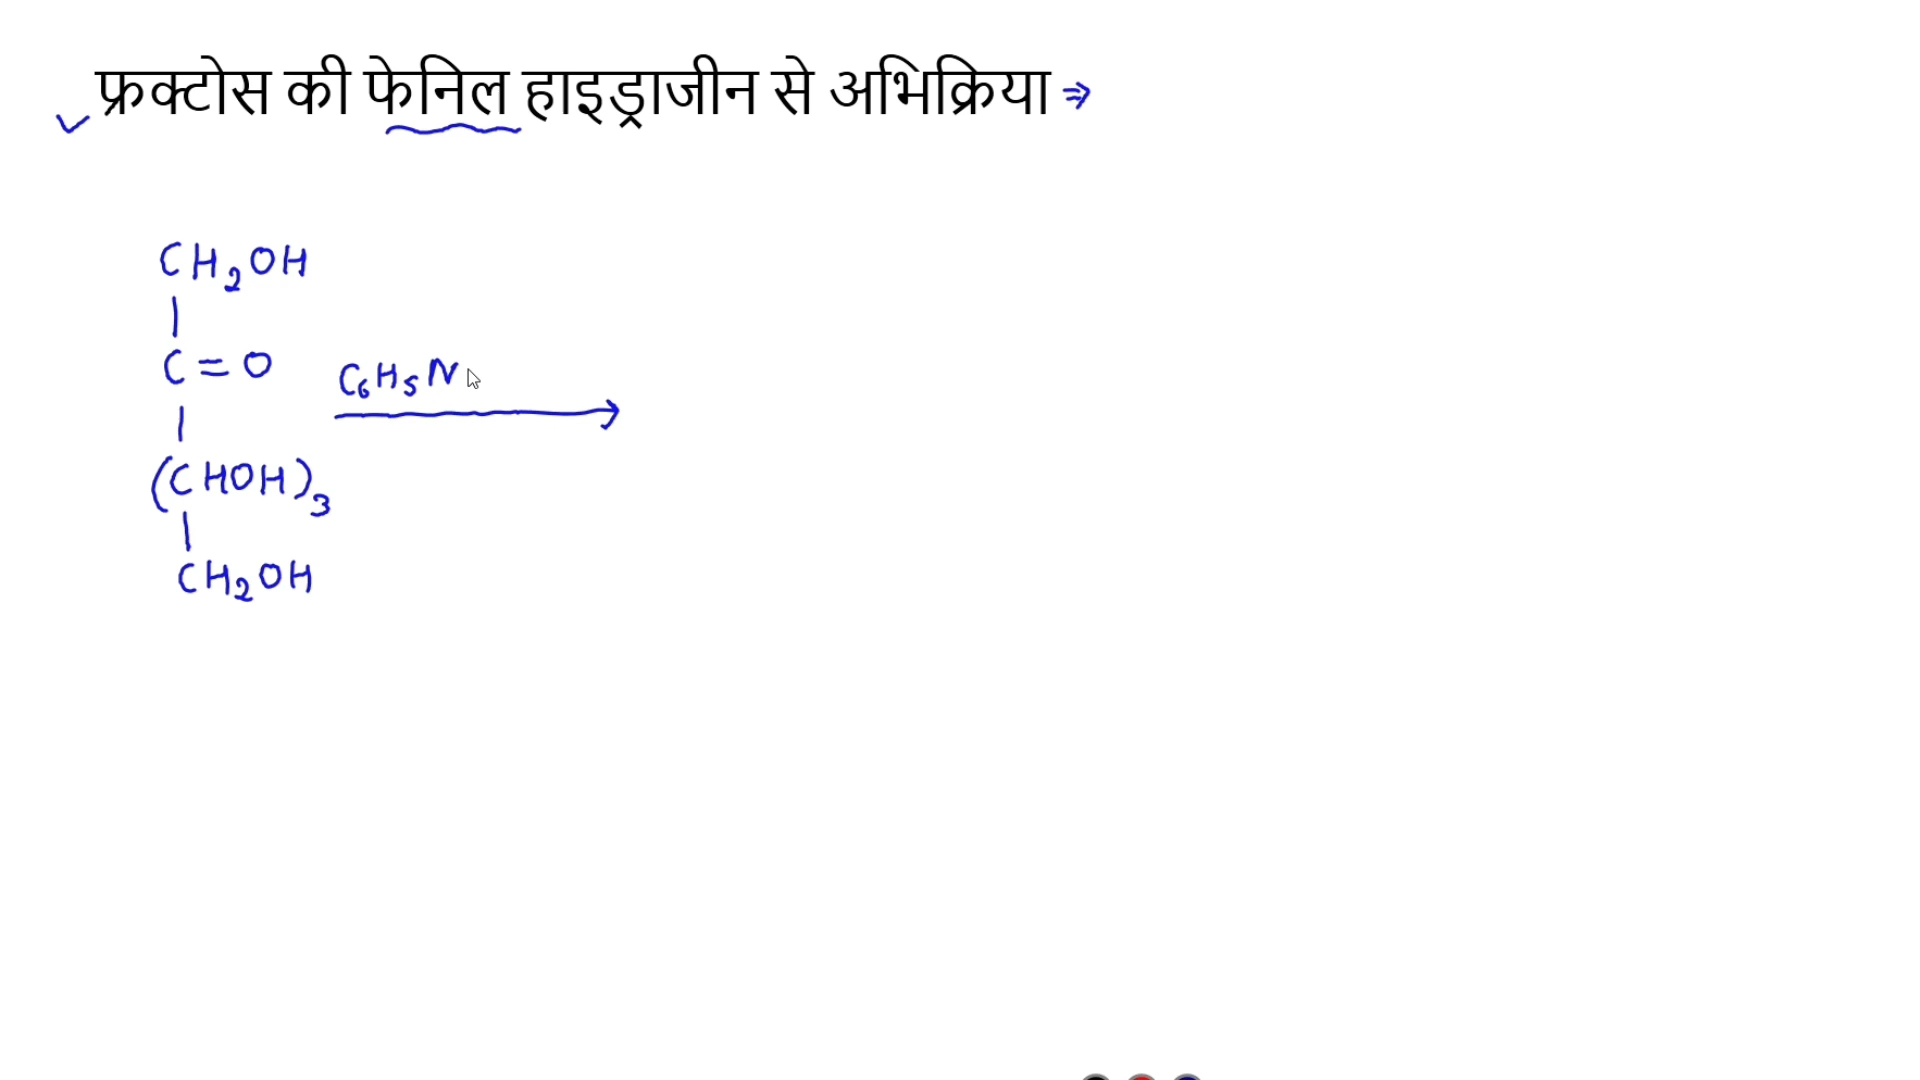 फ्रक्टोस की फेनिल हाइड्राजीन से अभिक्रिया ⇒
CH₂OH
|
C = O
|
(CHOH)₃
|
CH₂OH
C₆H₅N